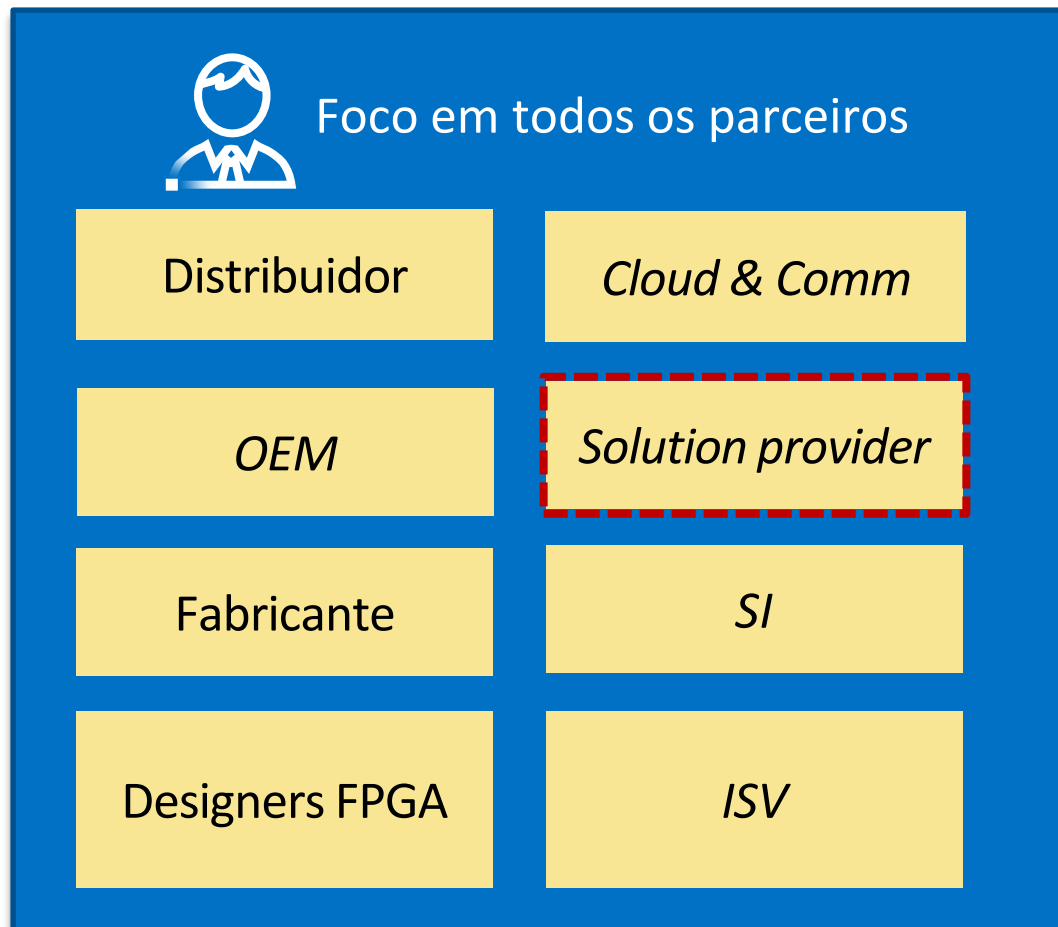 Foco em todos os parceiros
Distribuidor
Cloud & Comm
OEM
Solution provider
Fabricante
SI
Designers FPGA
ISV